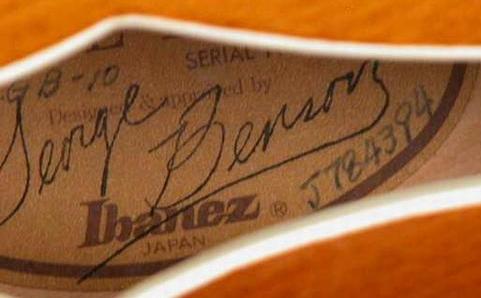 SERIAL
GB-10
Designed & approved by
George Benson
J784394
Ibanez ®
JAPAN